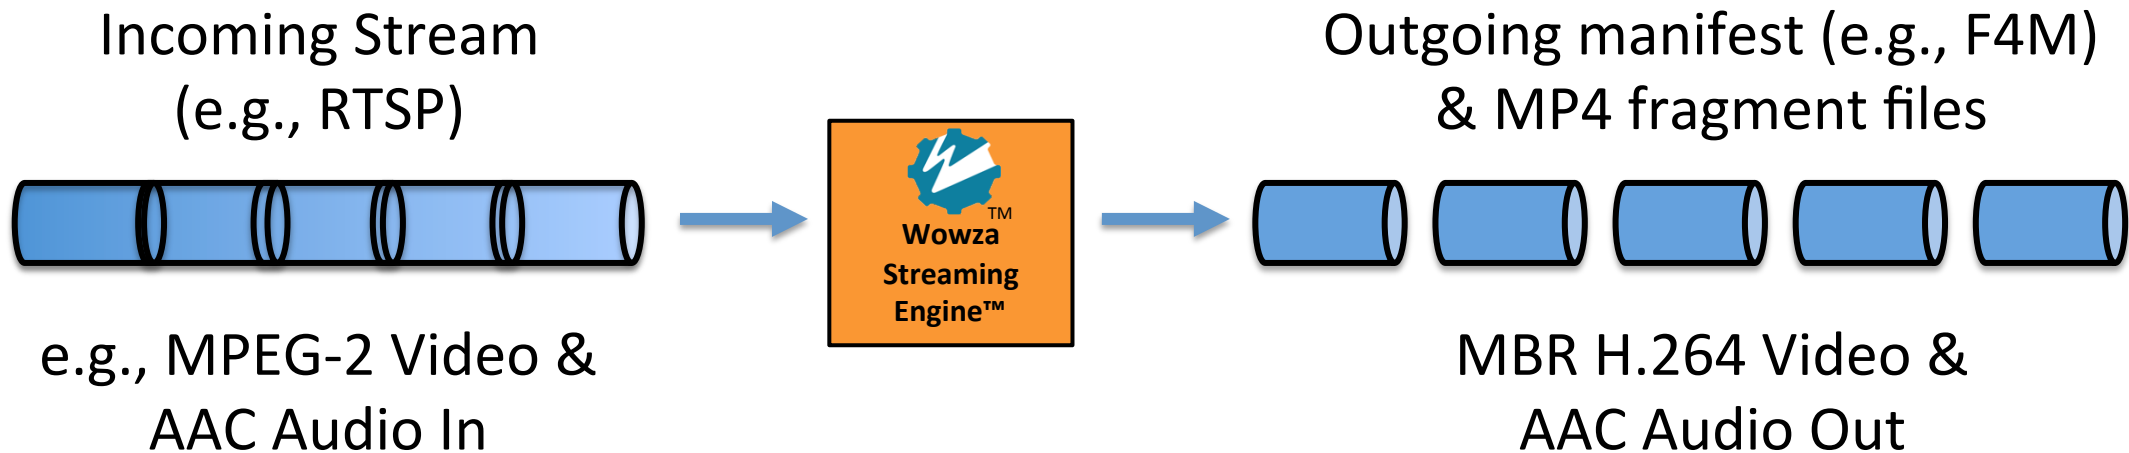 Incoming Stream
(e.g., RTSP)
e.g., MPEG-2 Video &
AAC Audio In
TM
Wowza
Streaming
Engine™
Outgoing manifest (e.g., F4M)
& MP4 fragment files
MBR H.264 Video &
AAC Audio Out